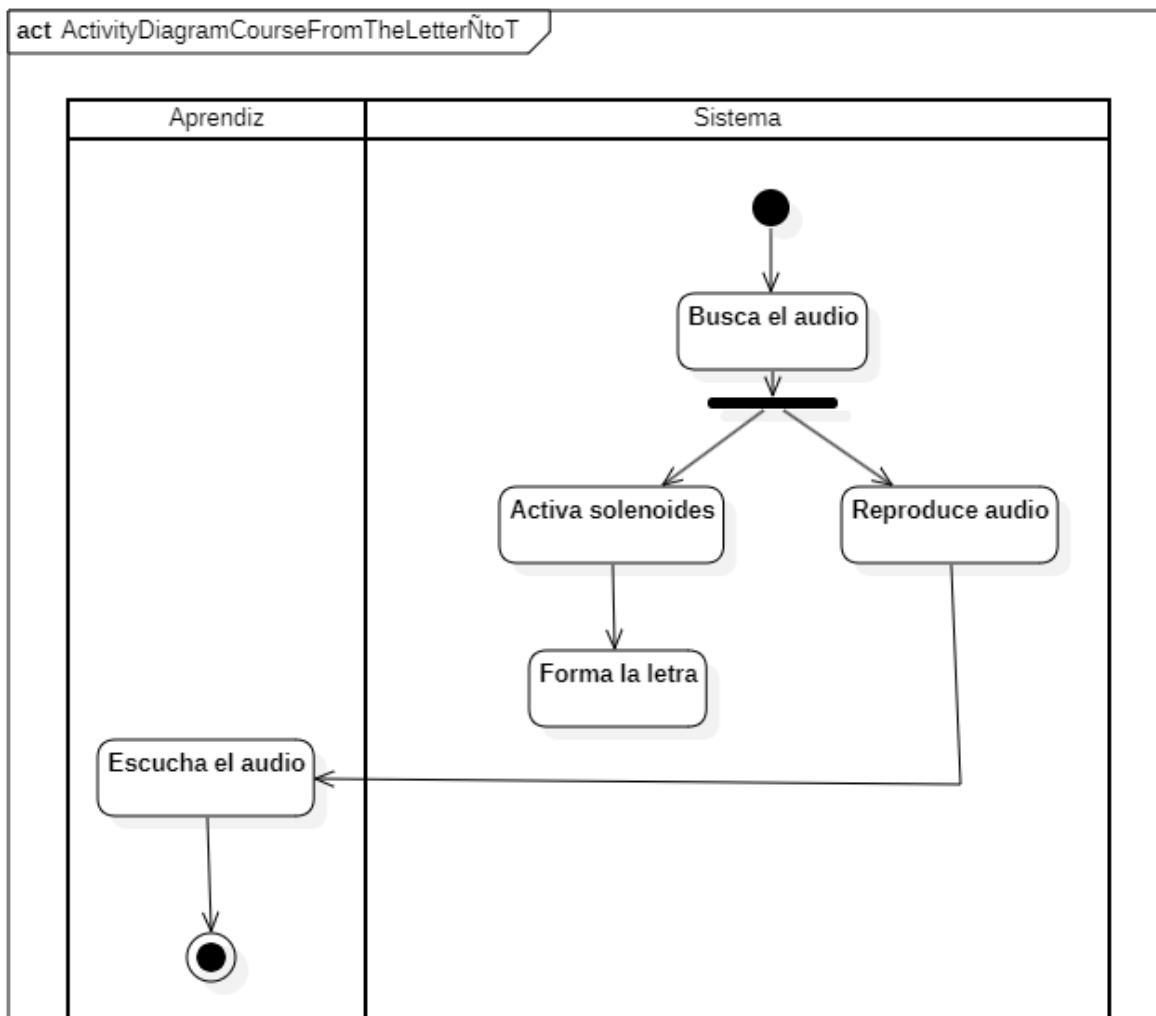 act ActivityDiagramCourseFromTheLetterÑtoT
Aprendiz
Sistema
Busca el audio
Activa solenoides
Reproduce audio
Forma la letra
Escucha el audio